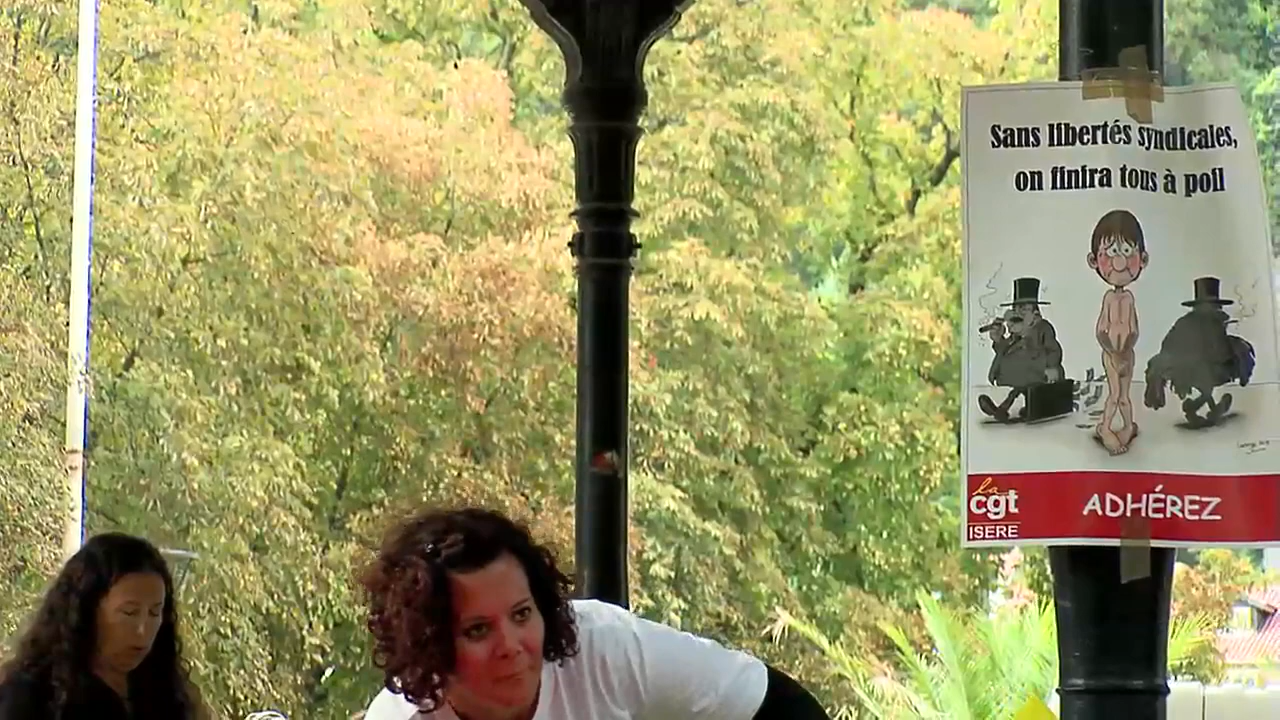 Sans libertés syndicales,
on finira tous à poil
la
cgt
ISERE
ADHÉREZ